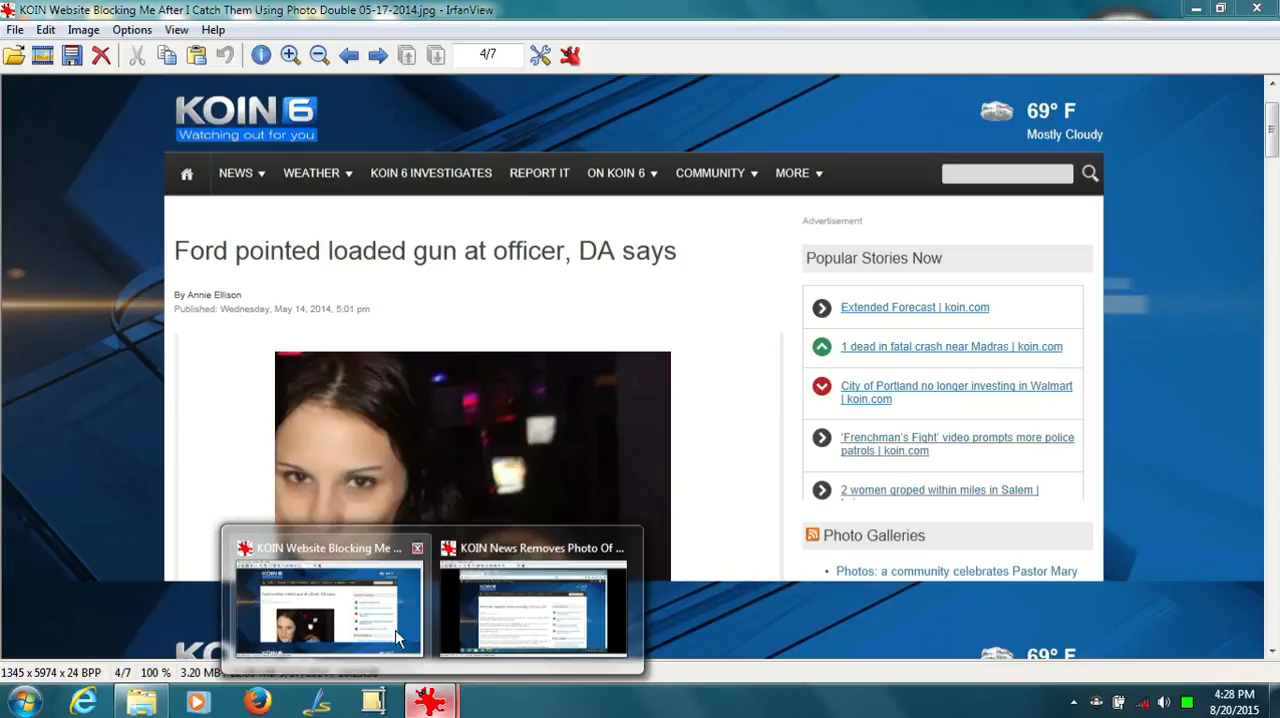 KOIN Website Blocking Me After I Catch Them Using Photo Double 05-17-2014.jpg - IrfanView
File Edit Image Options View Help
4/7
KOIN 6
Watching out for you
69° F
Mostly Cloudy
NEWS WEATHER KOIN 6 INVESTIGATES REPORT IT ON KOIN 6 COMMUNITY MORE
Advertisement
Ford pointed loaded gun at officer, DA says
By Annie Ellison
Published: Wednesday, May 14, 2014, 5:01 pm
Popular Stories Now
Extended Forecast | koin.com
1 dead in fatal crash near Madras | koin.com
City of Portland no longer investing in Walmart
| koin.com
'Frenchman's Fight' video prompts more police
patrols | koin.com
2 women groped within miles in Salem |
Photo Galleries
• Photos: a community celebrates Pastor Mary
KOIN Website Blocking Me ...
KOIN News Removes Photo Of ...
1345 x 5974 x 24 BPP 4/7 100 % 3.20 MB
4:28 PM
8/20/2015